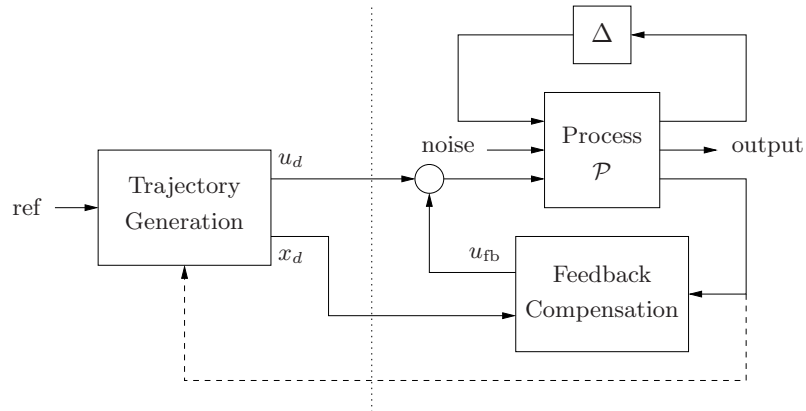 Δ
noise
Process
𝒫
output
u_d
ref
Trajectory
Generation
x_d
u_fb
Feedback
Compensation